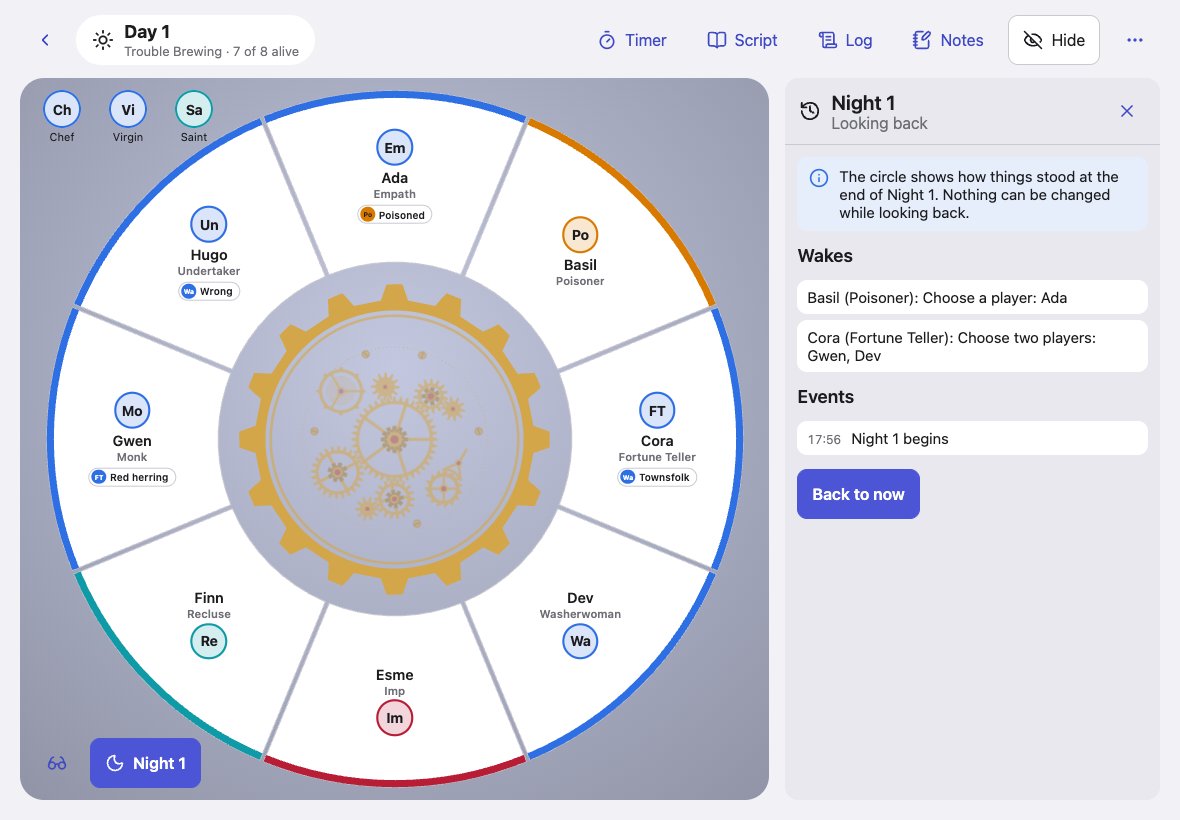 Day 1
Trouble Brewing · 7 of 8 alive
Timer
Script
Log
Notes
Hide
Ch
Chef
Vi
Virgin
Sa
Saint
Em
Ada
Empath
Po Poisoned
Po
Basil
Poisoner
FT
Cora
Fortune Teller
Wa Townsfolk
Dev
Washerwoman
Wa
Esme
Imp
Im
Finn
Recluse
Re
Mo
Gwen
Monk
FT Red herring
Un
Hugo
Undertaker
Wa Wrong
Night 1
Night 1
Looking back
The circle shows how things stood at the
end of Night 1. Nothing can be changed
while looking back.
Wakes
Basil (Poisoner): Choose a player: Ada
Cora (Fortune Teller): Choose two players:
Gwen, Dev
Events
17:56 Night 1 begins
Back to now